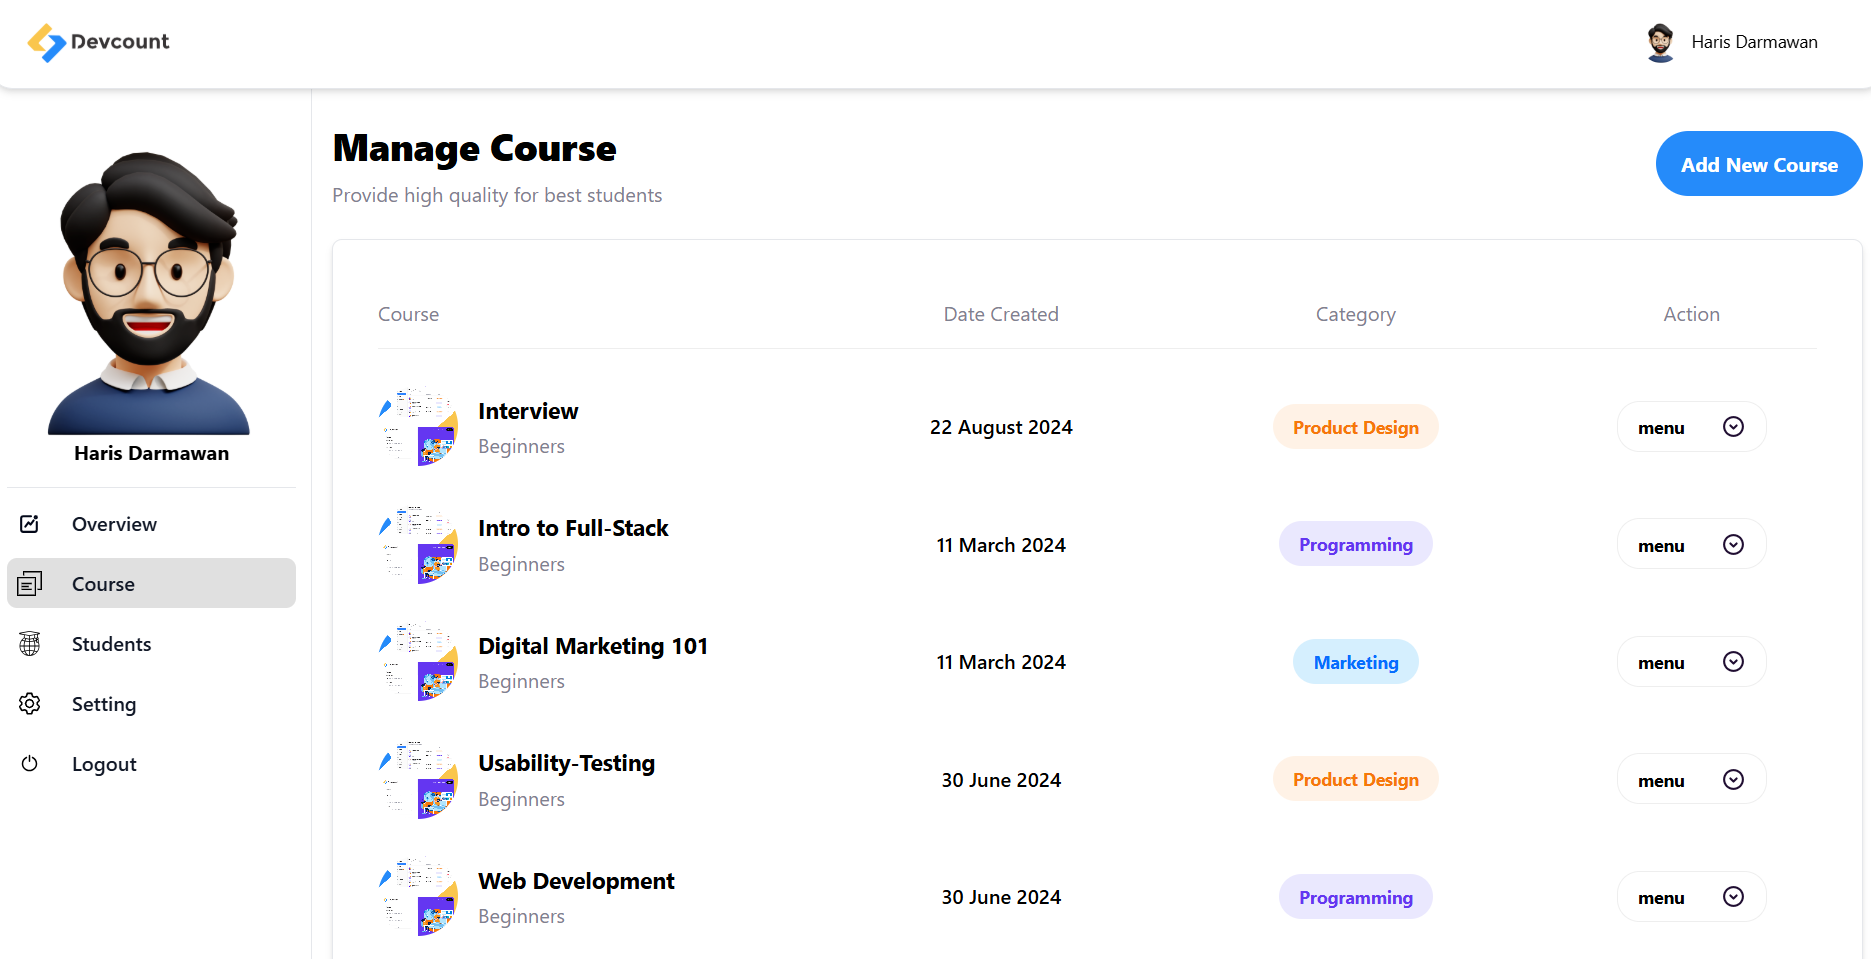 Devcount
Haris Darmawan
Haris Darmawan
Overview
Course
Students
Setting
Logout
Manage Course
Provide high quality for best students
Add New Course
Course Date Created Category Action
Interview
Beginners
22 August 2024
Product Design
menu
Intro to Full-Stack
Beginners
11 March 2024
Programming
menu
Digital Marketing 101
Beginners
11 March 2024
Marketing
menu
Usability-Testing
Beginners
30 June 2024
Product Design
menu
Web Development
Beginners
30 June 2024
Programming
menu